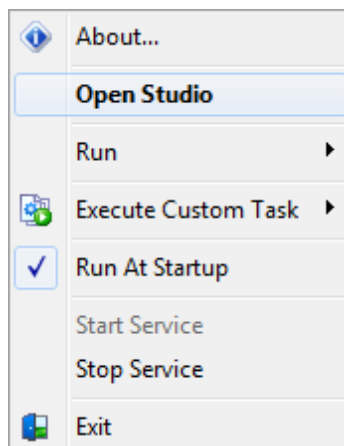 About...
Open Studio
Run
Execute Custom Task
Run At Startup
Start Service
Stop Service
Exit